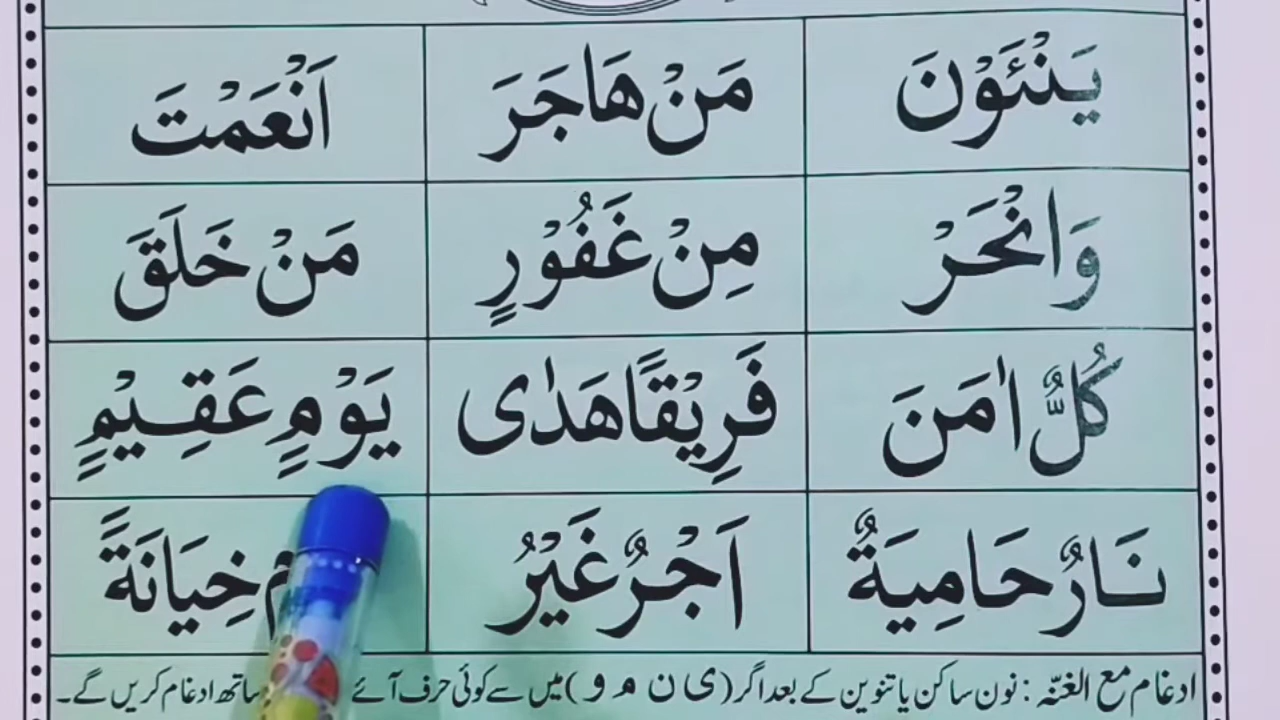 يَنْـَٔوْنَ مَنْ هَاجَرَ اَنْعَمْتَ
وَانْحَرْ مِنْ غَفُوْرٍ مَنْ خَلَقَ
كُلٌّ اٰمَنَ فَرِيْقًا هَدٰى يَوْمٍ عَقِيْمٍ
نَارٌ حَامِيَةٌ اَجْرٌ غَيْرُ خِيَانَةً
ادغام مع الغنّہ : نون ساکن یا تنوین کے بعد اگر (ی ن م و) میں سے کوئی حرف آئے ساتھ ادغام کریں گے۔